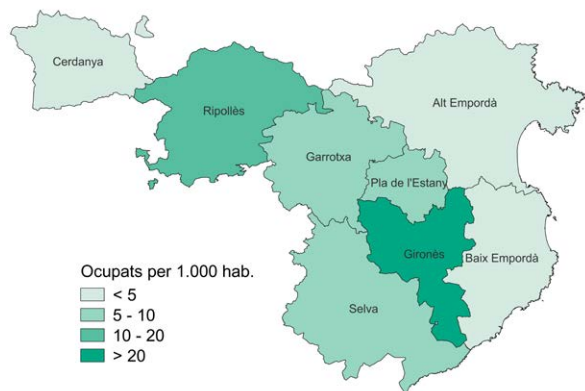 Cerdanya
Ripollès
Alt Empordà
Garrotxa
Pla de l'Estany
Gironès
Baix Empordà
Selva
Ocupats per 1.000 hab.
< 5
5 - 10
10 - 20
> 20